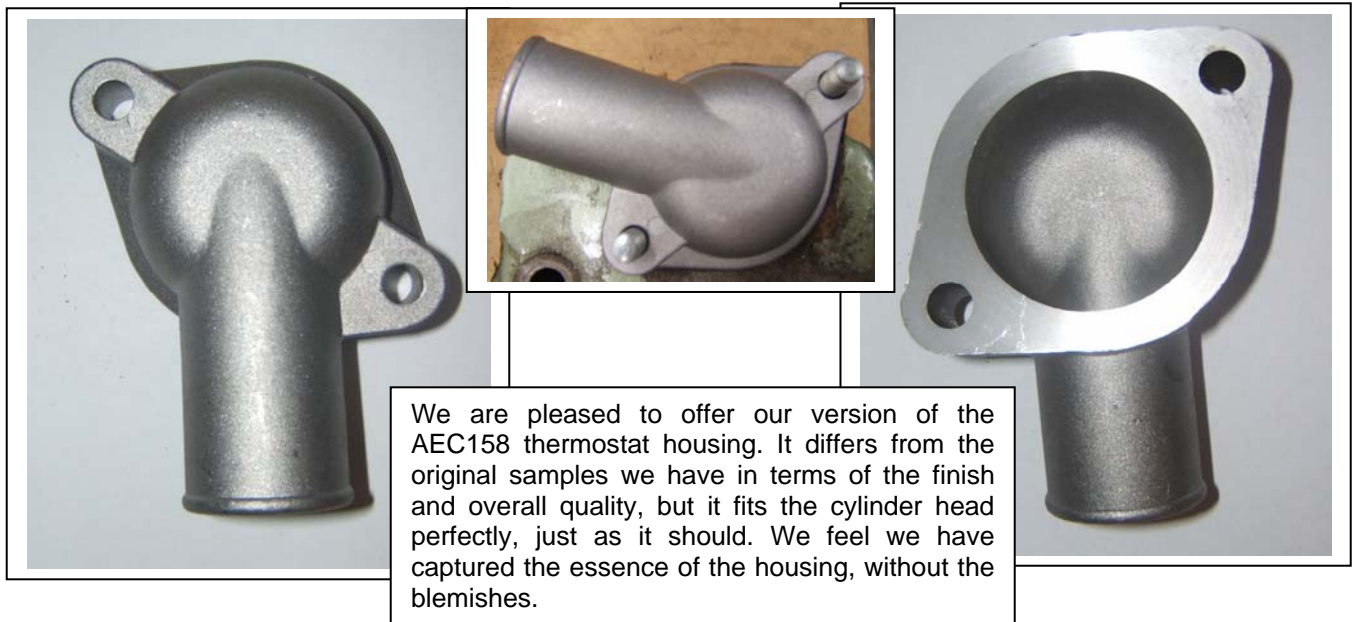 We are pleased to offer our version of the
AEC158 thermostat housing. It differs from the
original samples we have in terms of the finish
and overall quality, but it fits the cylinder head
perfectly, just as it should. We feel we have
captured the essence of the housing, without the
blemishes.